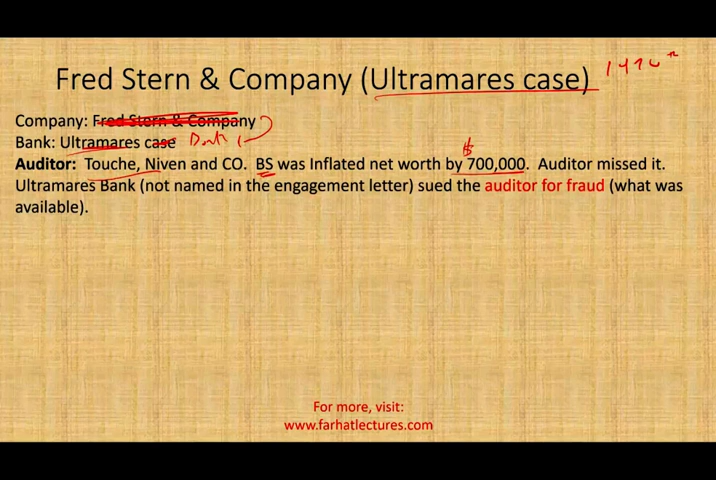 Fred Stern & Company (Ultramares case)
Company: Fred Stern & Company
Bank: Ultramares case
Auditor: Touche, Niven and CO. BS was Inflated net worth by $ 700,000. Auditor missed it.
Ultramares Bank (not named in the engagement letter) sued the auditor for fraud (what was
available).
For more, visit:
www.farhatlectures.com